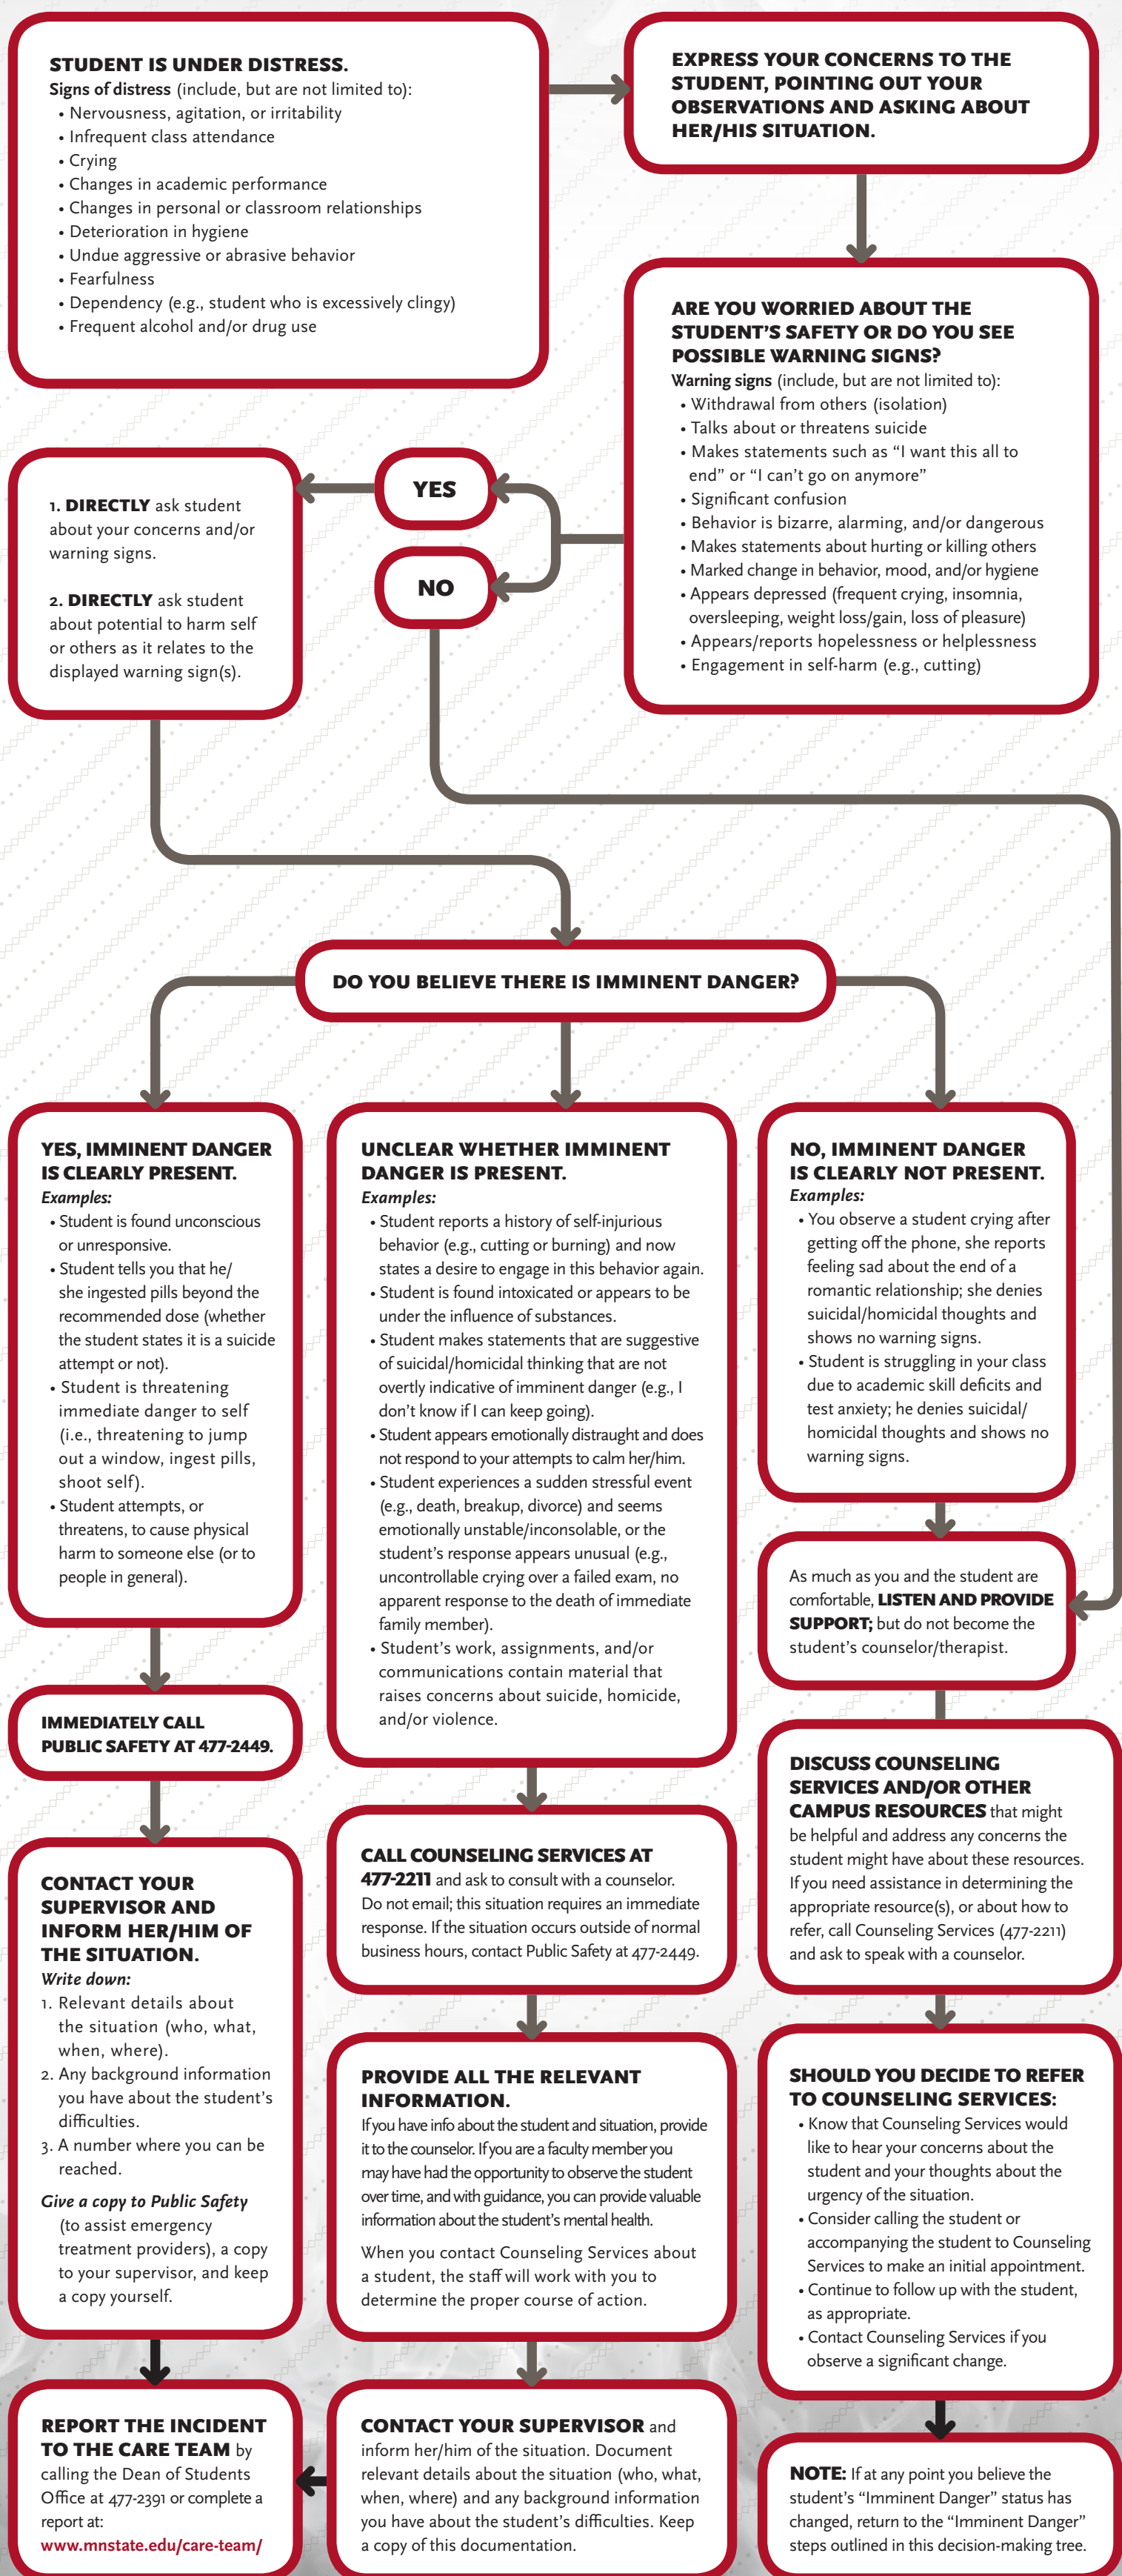 STUDENT IS UNDER DISTRESS.
Signs of distress (include, but are not limited to):
• Nervousness, agitation, or irritability
• Infrequent class attendance
• Crying
• Changes in academic performance
• Changes in personal or classroom relationships
• Deterioration in hygiene
• Undue aggressive or abrasive behavior
• Fearfulness
• Dependency (e.g., student who is excessively clingy)
• Frequent alcohol and/or drug use
EXPRESS YOUR CONCERNS TO THE
STUDENT, POINTING OUT YOUR
OBSERVATIONS AND ASKING ABOUT
HER/HIS SITUATION.
ARE YOU WORRIED ABOUT THE
STUDENT'S SAFETY OR DO YOU SEE
POSSIBLE WARNING SIGNS?
Warning signs (include, but are not limited to):
• Withdrawal from others (isolation)
• Talks about or threatens suicide
• Makes statements such as “I want this all to
end” or “I can’t go on anymore”
• Significant confusion
• Behavior is bizarre, alarming, and/or dangerous
• Makes statements about hurting or killing others
• Marked change in behavior, mood, and/or hygiene
• Appears depressed (frequent crying, insomnia,
oversleeping, weight loss/gain, loss of pleasure)
• Appears/reports hopelessness or helplessness
• Engagement in self-harm (e.g., cutting)
YES
NO
1. DIRECTLY ask student
about your concerns and/or
warning signs.
2. DIRECTLY ask student
about potential to harm self
or others as it relates to the
displayed warning sign(s).
DO YOU BELIEVE THERE IS IMMINENT DANGER?
YES, IMMINENT DANGER
IS CLEARLY PRESENT.
Examples:
• Student is found unconscious
or unresponsive.
• Student tells you that he/
she ingested pills beyond the
recommended dose (whether
the student states it is a suicide
attempt or not).
• Student is threatening
immediate danger to self
(i.e., threatening to jump
out a window, ingest pills,
shoot self).
• Student attempts, or
threatens, to cause physical
harm to someone else (or to
people in general).
IMMEDIATELY CALL
PUBLIC SAFETY AT 477-2449.
CONTACT YOUR
SUPERVISOR AND
INFORM HER/HIM OF
THE SITUATION.
Write down:
1. Relevant details about
the situation (who, what,
when, where).
2. Any background information
you have about the student’s
difficulties.
3. A number where you can be
reached.
Give a copy to Public Safety
(to assist emergency
treatment providers), a copy
to your supervisor, and keep
a copy yourself.
REPORT THE INCIDENT
TO THE CARE TEAM by
calling the Dean of Students
Office at 477-2391 or complete a
report at:
www.mnstate.edu/care-team/
UNCLEAR WHETHER IMMINENT
DANGER IS PRESENT.
Examples:
• Student reports a history of self-injurious
behavior (e.g., cutting or burning) and now
states a desire to engage in this behavior again.
• Student is found intoxicated or appears to be
under the influence of substances.
• Student makes statements that are suggestive
of suicidal/homicidal thinking that are not
overtly indicative of imminent danger (e.g., I
don’t know if I can keep going).
• Student appears emotionally distraught and does
not respond to your attempts to calm her/him.
• Student experiences a sudden stressful event
(e.g., death, breakup, divorce) and seems
emotionally unstable/inconsolable, or the
student’s response appears unusual (e.g.,
uncontrollable crying over a failed exam, no
apparent response to the death of immediate
family member).
• Student’s work, assignments, and/or
communications contain material that
raises concerns about suicide, homicide,
and/or violence.
CALL COUNSELING SERVICES AT
477-2211 and ask to consult with a counselor.
Do not email; this situation requires an immediate
response. If the situation occurs outside of normal
business hours, contact Public Safety at 477-2449.
PROVIDE ALL THE RELEVANT
INFORMATION.
If you have info about the student and situation, provide
it to the counselor. If you are a faculty member you
may have had the opportunity to observe the student
over time, and with guidance, you can provide valuable
information about the student’s mental health.
When you contact Counseling Services about
a student, the staff will work with you to
determine the proper course of action.
CONTACT YOUR SUPERVISOR and
inform her/him of the situation. Document
relevant details about the situation (who, what,
when, where) and any background information
you have about the student’s difficulties. Keep
a copy of this documentation.
NO, IMMINENT DANGER
IS CLEARLY NOT PRESENT.
Examples:
• You observe a student crying after
getting off the phone, she reports
feeling sad about the end of a
romantic relationship; she denies
suicidal/homicidal thoughts and
shows no warning signs.
• Student is struggling in your class
due to academic skill deficits and
test anxiety; he denies suicidal/
homicidal thoughts and shows no
warning signs.
As much as you and the student are
comfortable, LISTEN AND PROVIDE
SUPPORT; but do not become the
student’s counselor/therapist.
DISCUSS COUNSELING
SERVICES AND/OR OTHER
CAMPUS RESOURCES that might
be helpful and address any concerns the
student might have about these resources.
If you need assistance in determining the
appropriate resource(s), or about how to
refer, call Counseling Services (477-2211)
and ask to speak with a counselor.
SHOULD YOU DECIDE TO REFER
TO COUNSELING SERVICES:
• Know that Counseling Services would
like to hear your concerns about the
student and your thoughts about the
urgency of the situation.
• Consider calling the student or
accompanying the student to Counseling
Services to make an initial appointment.
• Continue to follow up with the student,
as appropriate.
• Contact Counseling Services if you
observe a significant change.
NOTE: If at any point you believe the
student’s “Imminent Danger” status has
changed, return to the “Imminent Danger”
steps outlined in this decision-making tree.